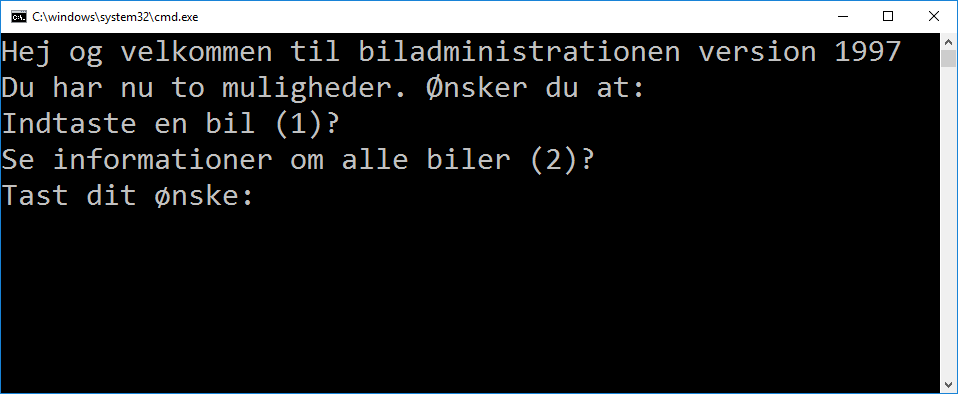 C:\windows\system32\cmd.exe
Hej og velkommen til biladministrationen version 1997
Du har nu to muligheder. Ønsker du at:
Indtaste en bil (1)?
Se informationer om alle biler (2)?
Tast dit ønske: